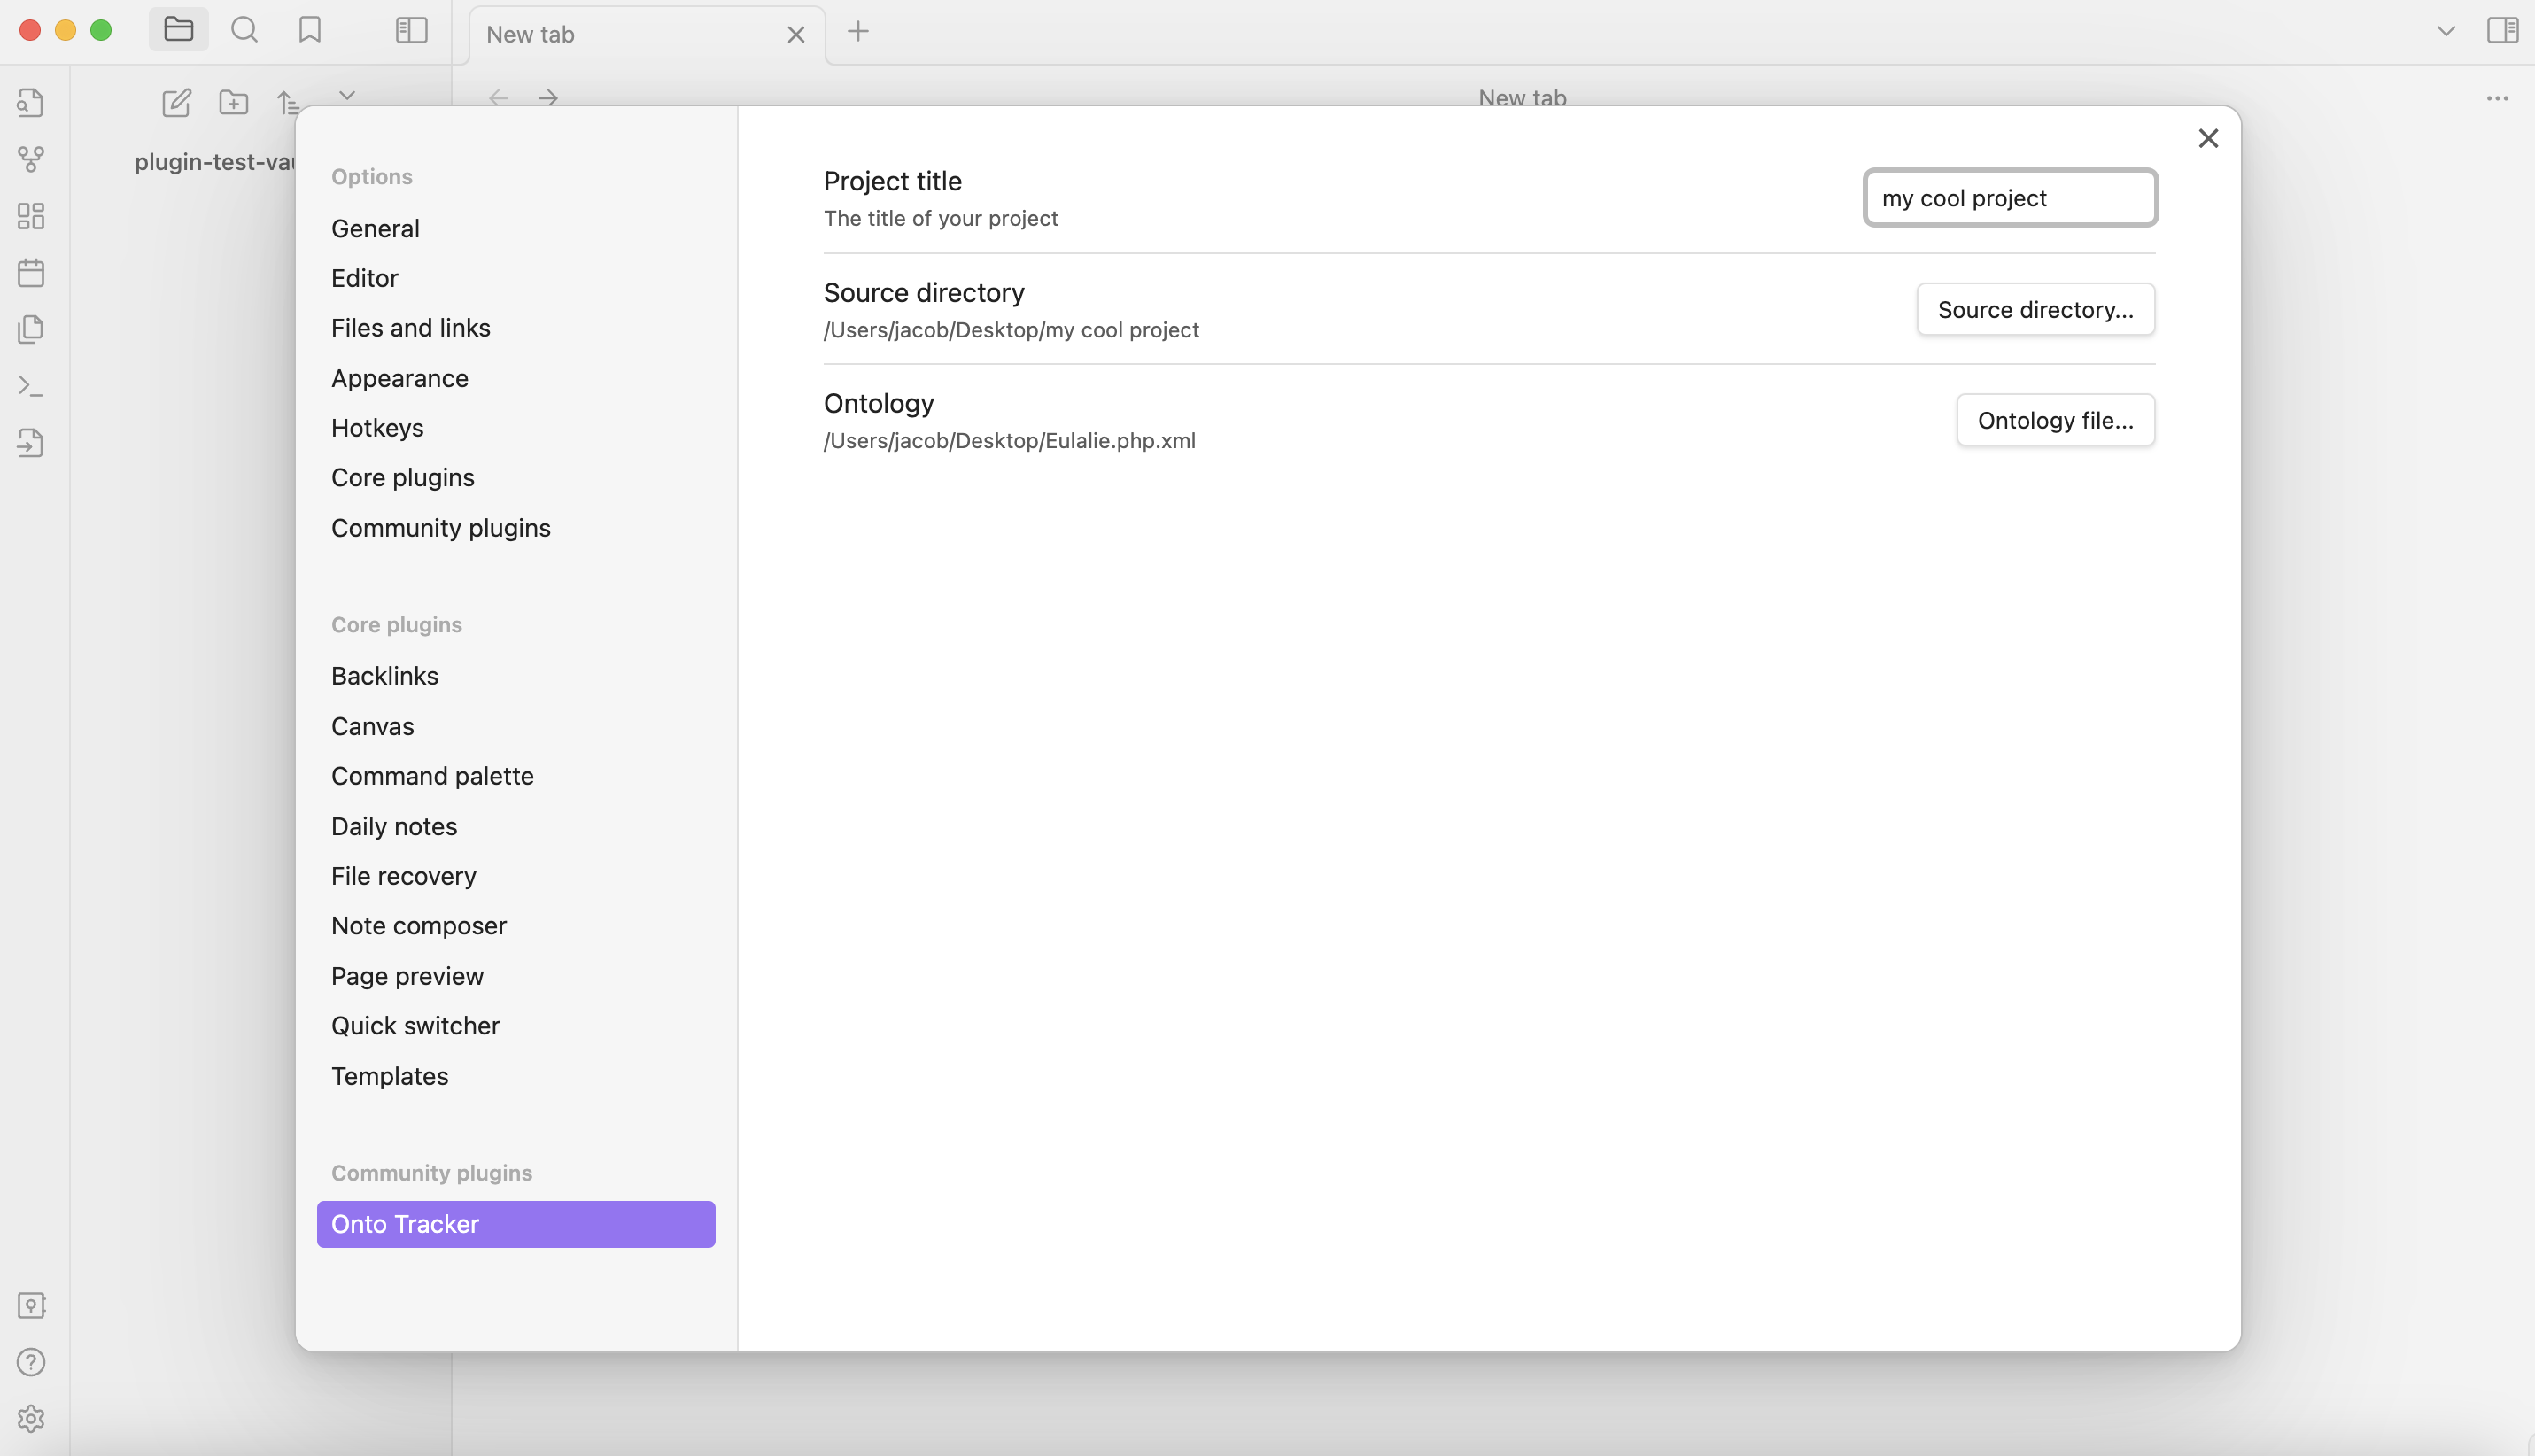 New tab
New tab
plugin-test-vau
Options
General
Editor
Files and links
Appearance
Hotkeys
Core plugins
Community plugins
Core plugins
Backlinks
Canvas
Command palette
Daily notes
File recovery
Note composer
Page preview
Quick switcher
Templates
Community plugins
Onto Tracker
Project title
The title of your project
my cool project
Source directory
/Users/jacob/Desktop/my cool project
Source directory...
Ontology
/Users/jacob/Desktop/Eulalie.php.xml
Ontology file...